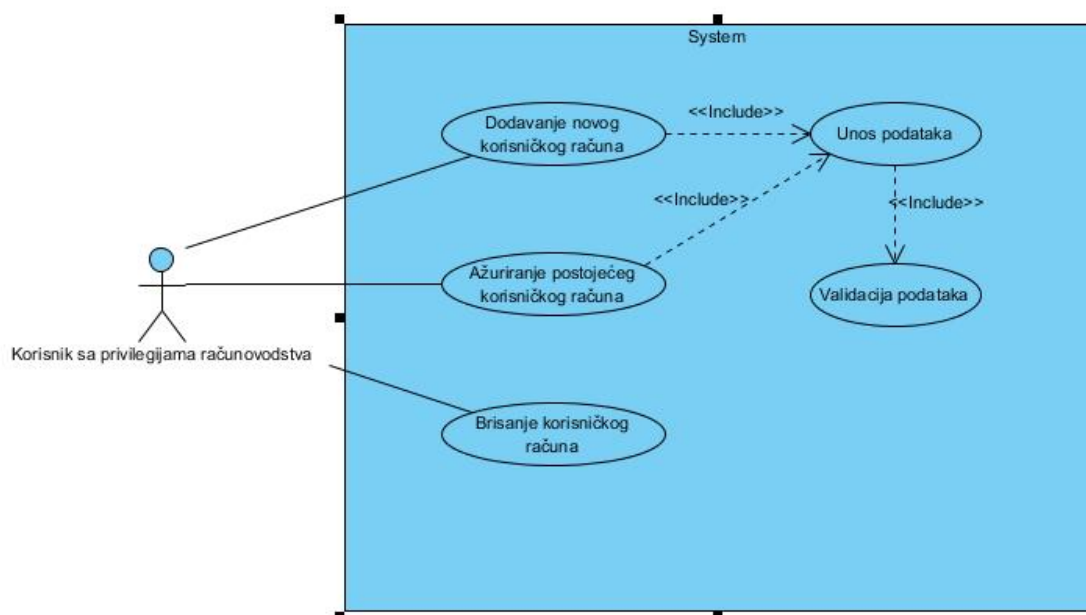 System
Dodavanje novog
korisničkog računa
<<Include>>
Unos podataka
<<Include>>
<<Include>>
Ažuriranje postojećeg
korisničkog računa
Validacija podataka
Korisnik sa privilegijama računovodstva
Brisanje korisničkog
računa